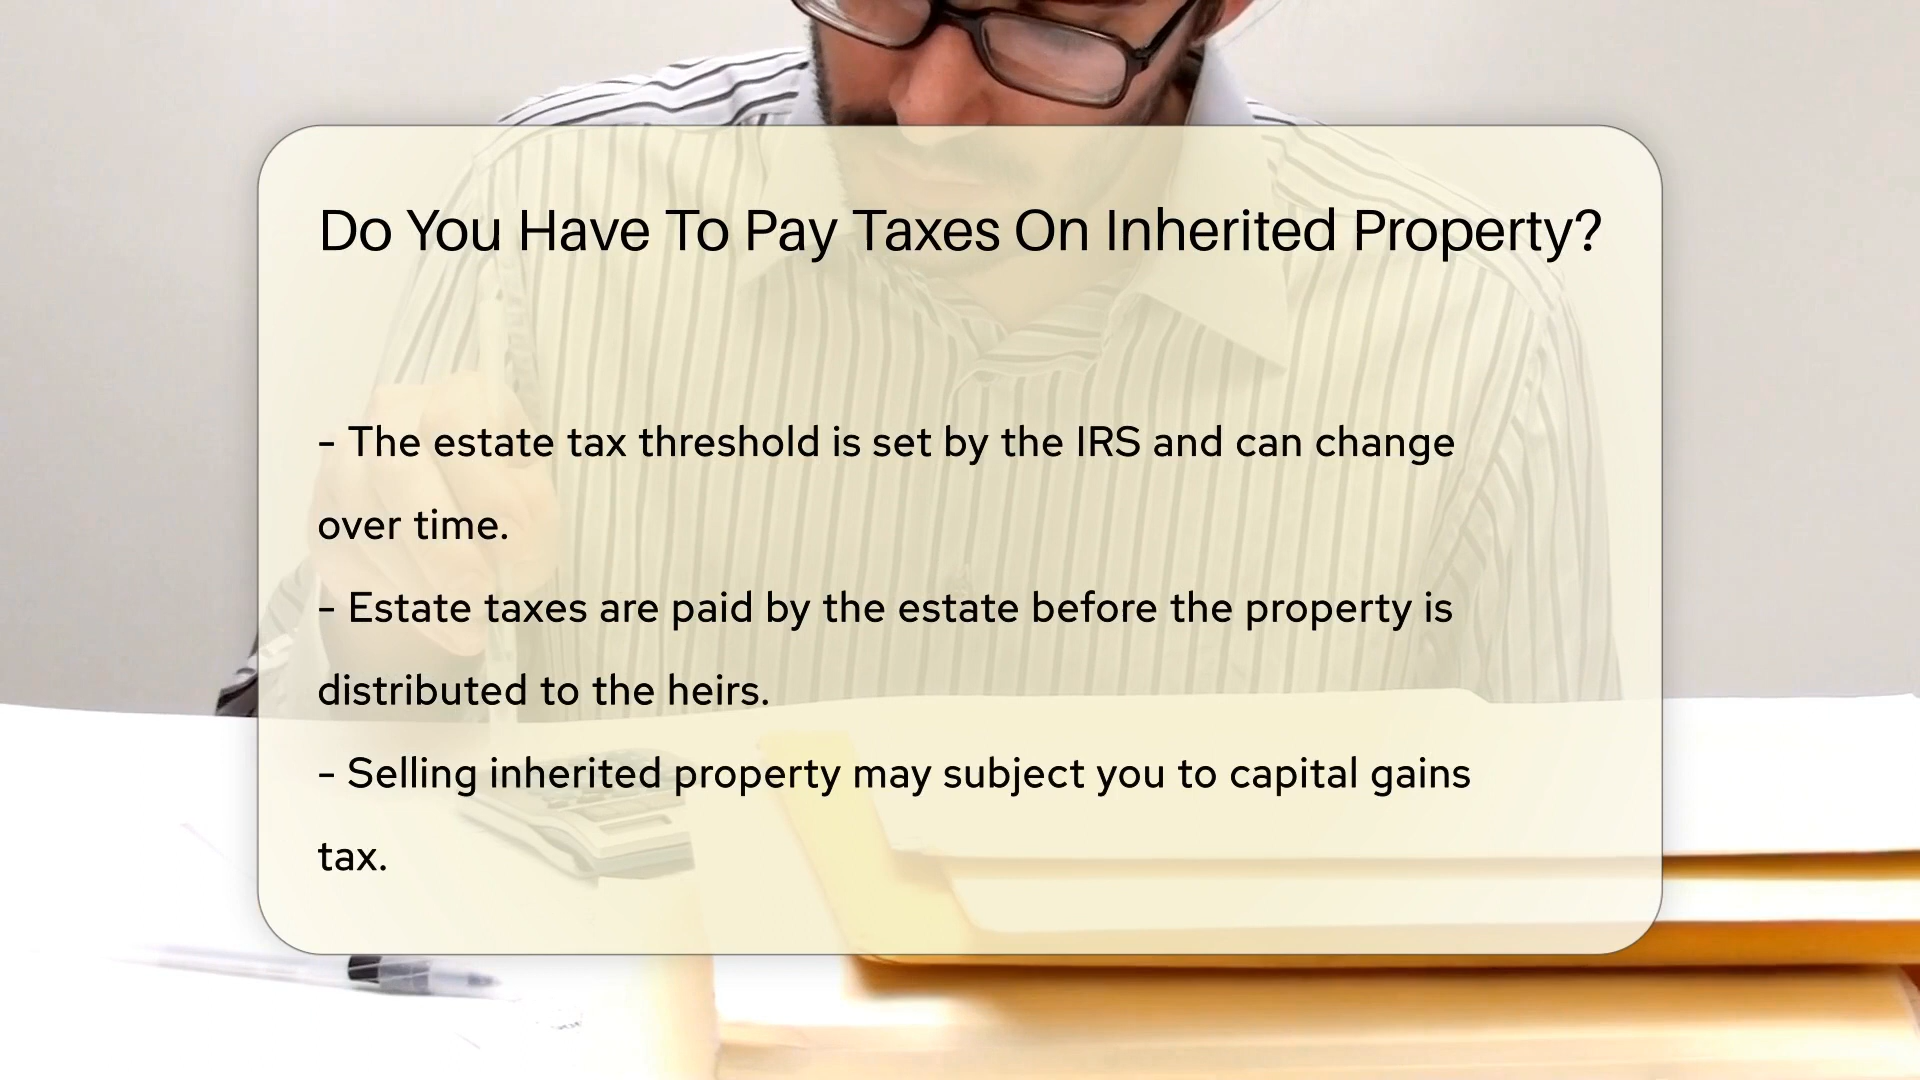 Do You Have To Pay Taxes On Inherited Property?
- The estate tax threshold is set by the IRS and can change
over time.
- Estate taxes are paid by the estate before the property is
distributed to the heirs.
- Selling inherited property may subject you to capital gains
tax.